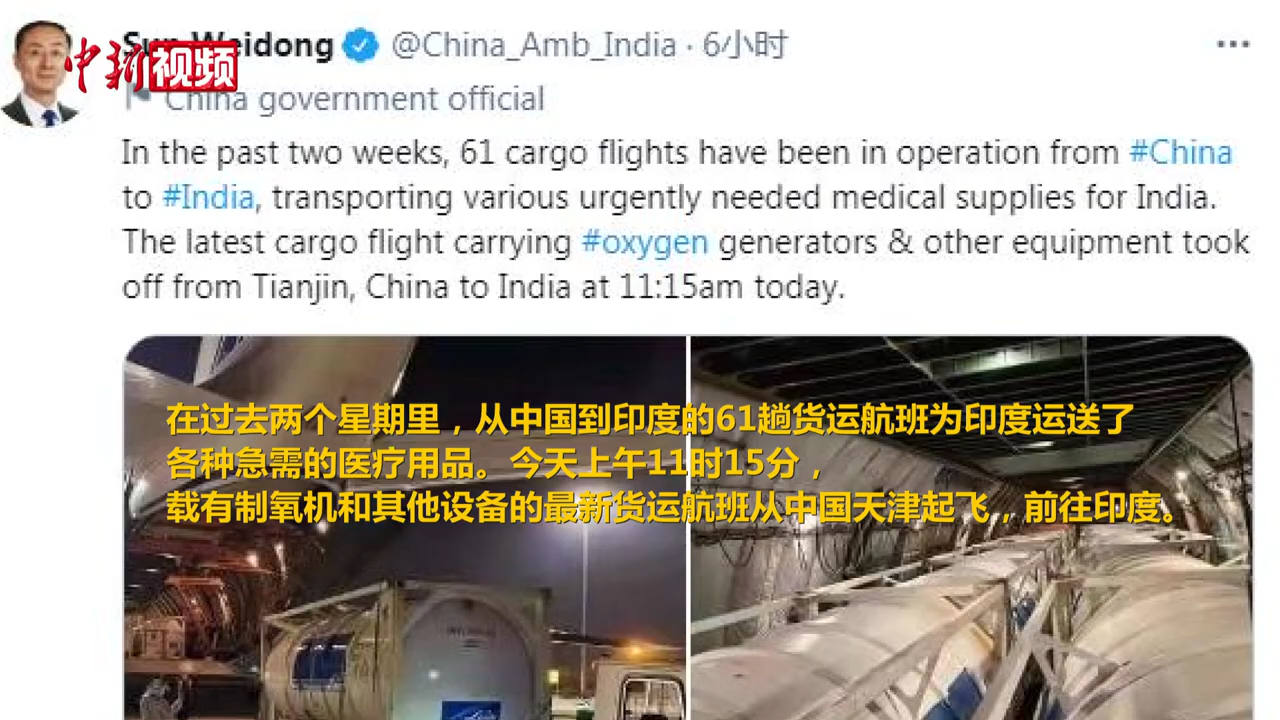 Sun Weidong @China_Amb_India · 6小时
中新视频
China government official
In the past two weeks, 61 cargo flights have been in operation from #China
to #India, transporting various urgently needed medical supplies for India.
The latest cargo flight carrying #oxygen generators & other equipment took
off from Tianjin, China to India at 11:15am today.
在过去两个星期里，从中国到印度的61趟货运航班为印度运送了
各种急需的医疗用品。今天上午11时15分，
载有制氧机和其他设备的最新货运航班从中国天津起飞，前往印度。